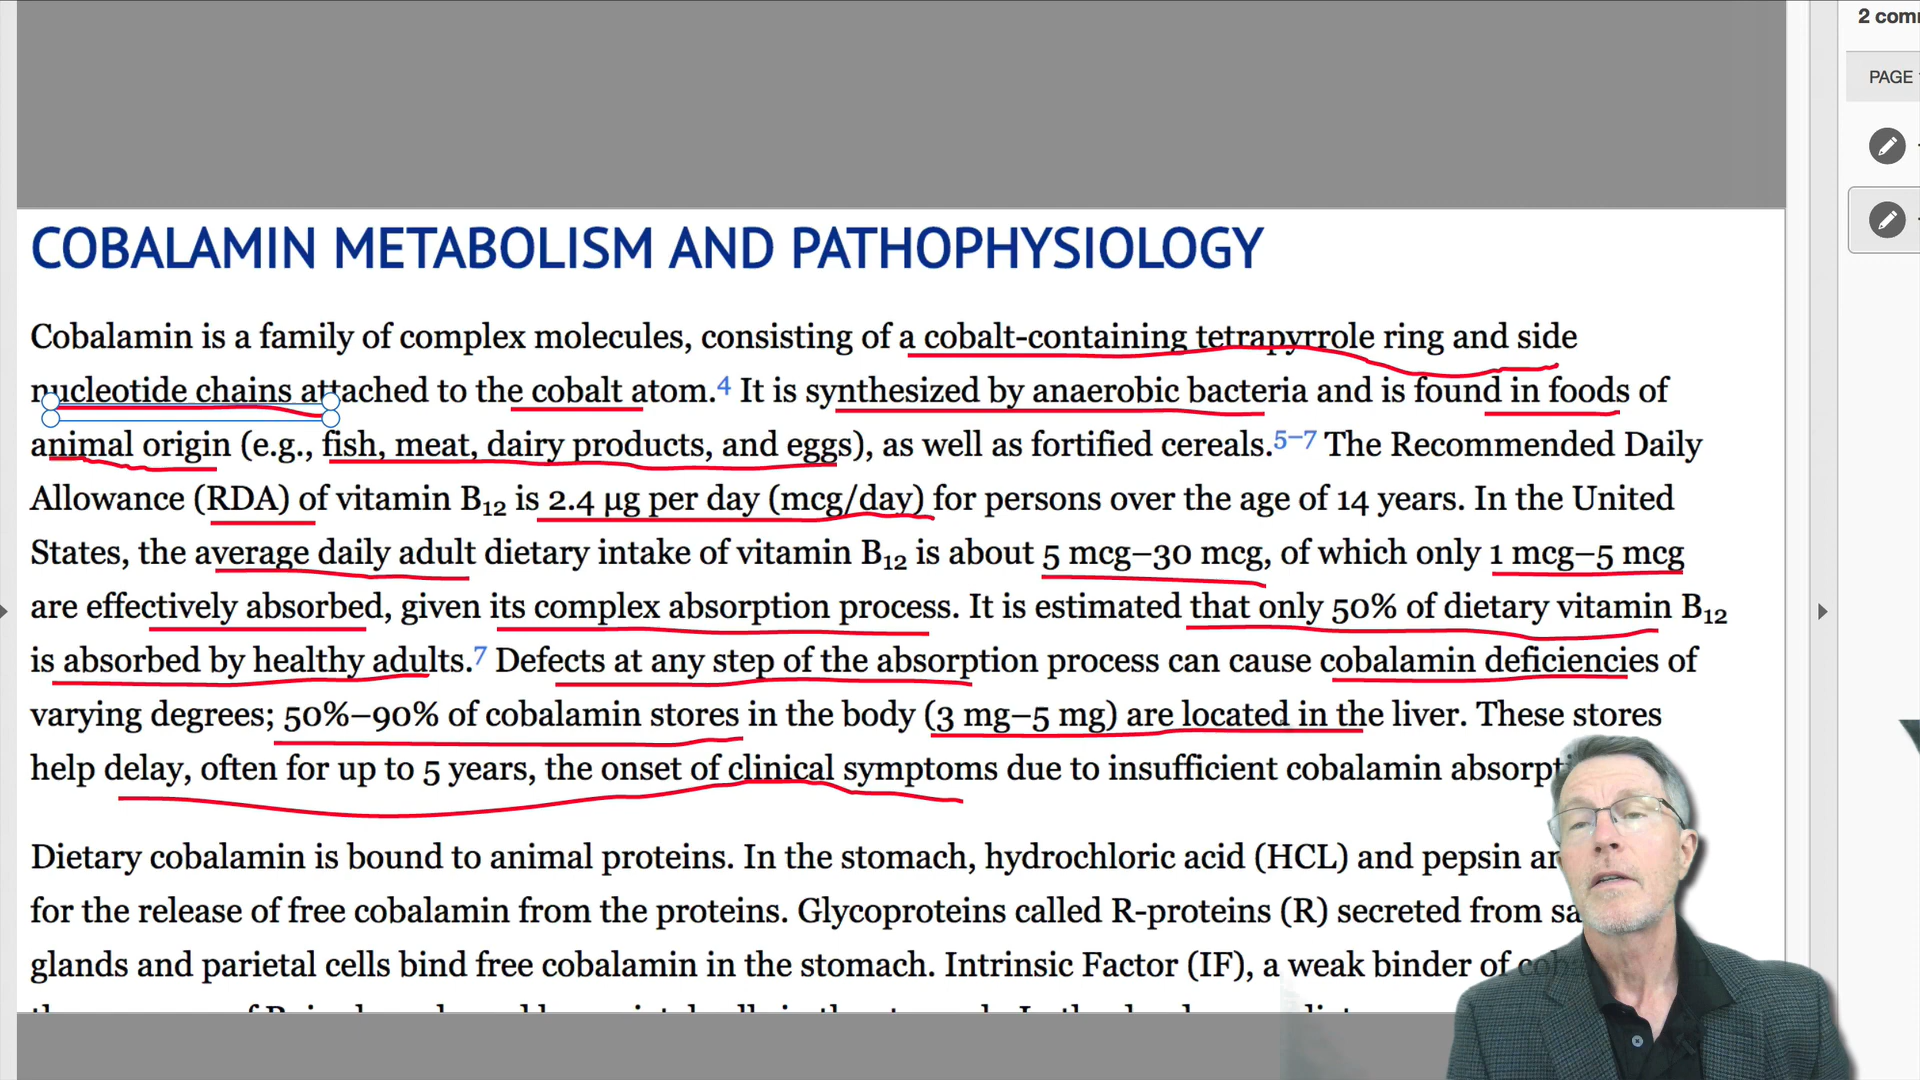 2 com
PAGE
COBALAMIN METABOLISM AND PATHOPHYSIOLOGY
Cobalamin is a family of complex molecules, consisting of a cobalt-containing tetrapyrrole ring and side
nucleotide chains attached to the cobalt atom.4 It is synthesized by anaerobic bacteria and is found in foods of
animal origin (e.g., fish, meat, dairy products, and eggs), as well as fortified cereals.5–7 The Recommended Daily
Allowance (RDA) of vitamin B12 is 2.4 µg per day (mcg/day) for persons over the age of 14 years. In the United
States, the average daily adult dietary intake of vitamin B12 is about 5 mcg–30 mcg, of which only 1 mcg–5 mcg
are effectively absorbed, given its complex absorption process. It is estimated that only 50% of dietary vitamin B12
is absorbed by healthy adults.7 Defects at any step of the absorption process can cause cobalamin deficiencies of
varying degrees; 50%–90% of cobalamin stores in the body (3 mg–5 mg) are located in the liver. These stores
help delay, often for up to 5 years, the onset of clinical symptoms due to insufficient cobalamin absorpti
Dietary cobalamin is bound to animal proteins. In the stomach, hydrochloric acid (HCL) and pepsin
for the release of free cobalamin from the proteins. Glycoproteins called R-proteins (R) secreted from sa
glands and parietal cells bind free cobalamin in the stomach. Intrinsic Factor (IF), a weak binder of